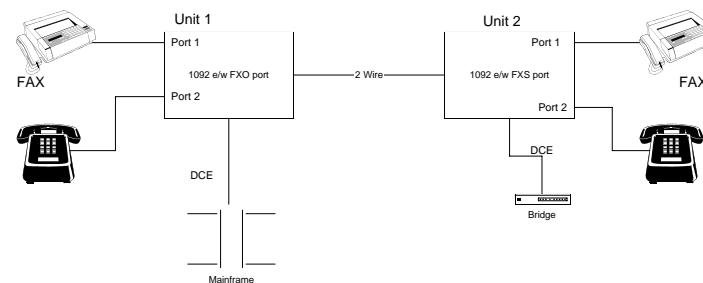 Unit 1
Unit 2
Port 1
Port 1
1092 e/w FXO port
2 Wire
1092 e/w FXS port
FAX
FAX
Port 2
Port 2
DCE
DCE
Bridge
Mainframe